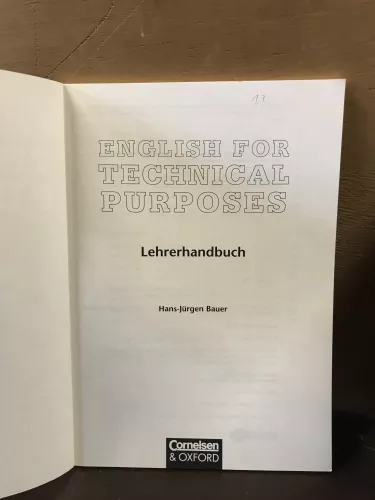 ENGLISH FOR
TECHNICAL
PURPOSES
Lehrerhandbuch
Hans-Jürgen Bauer
Cornelsen
& OXFORD